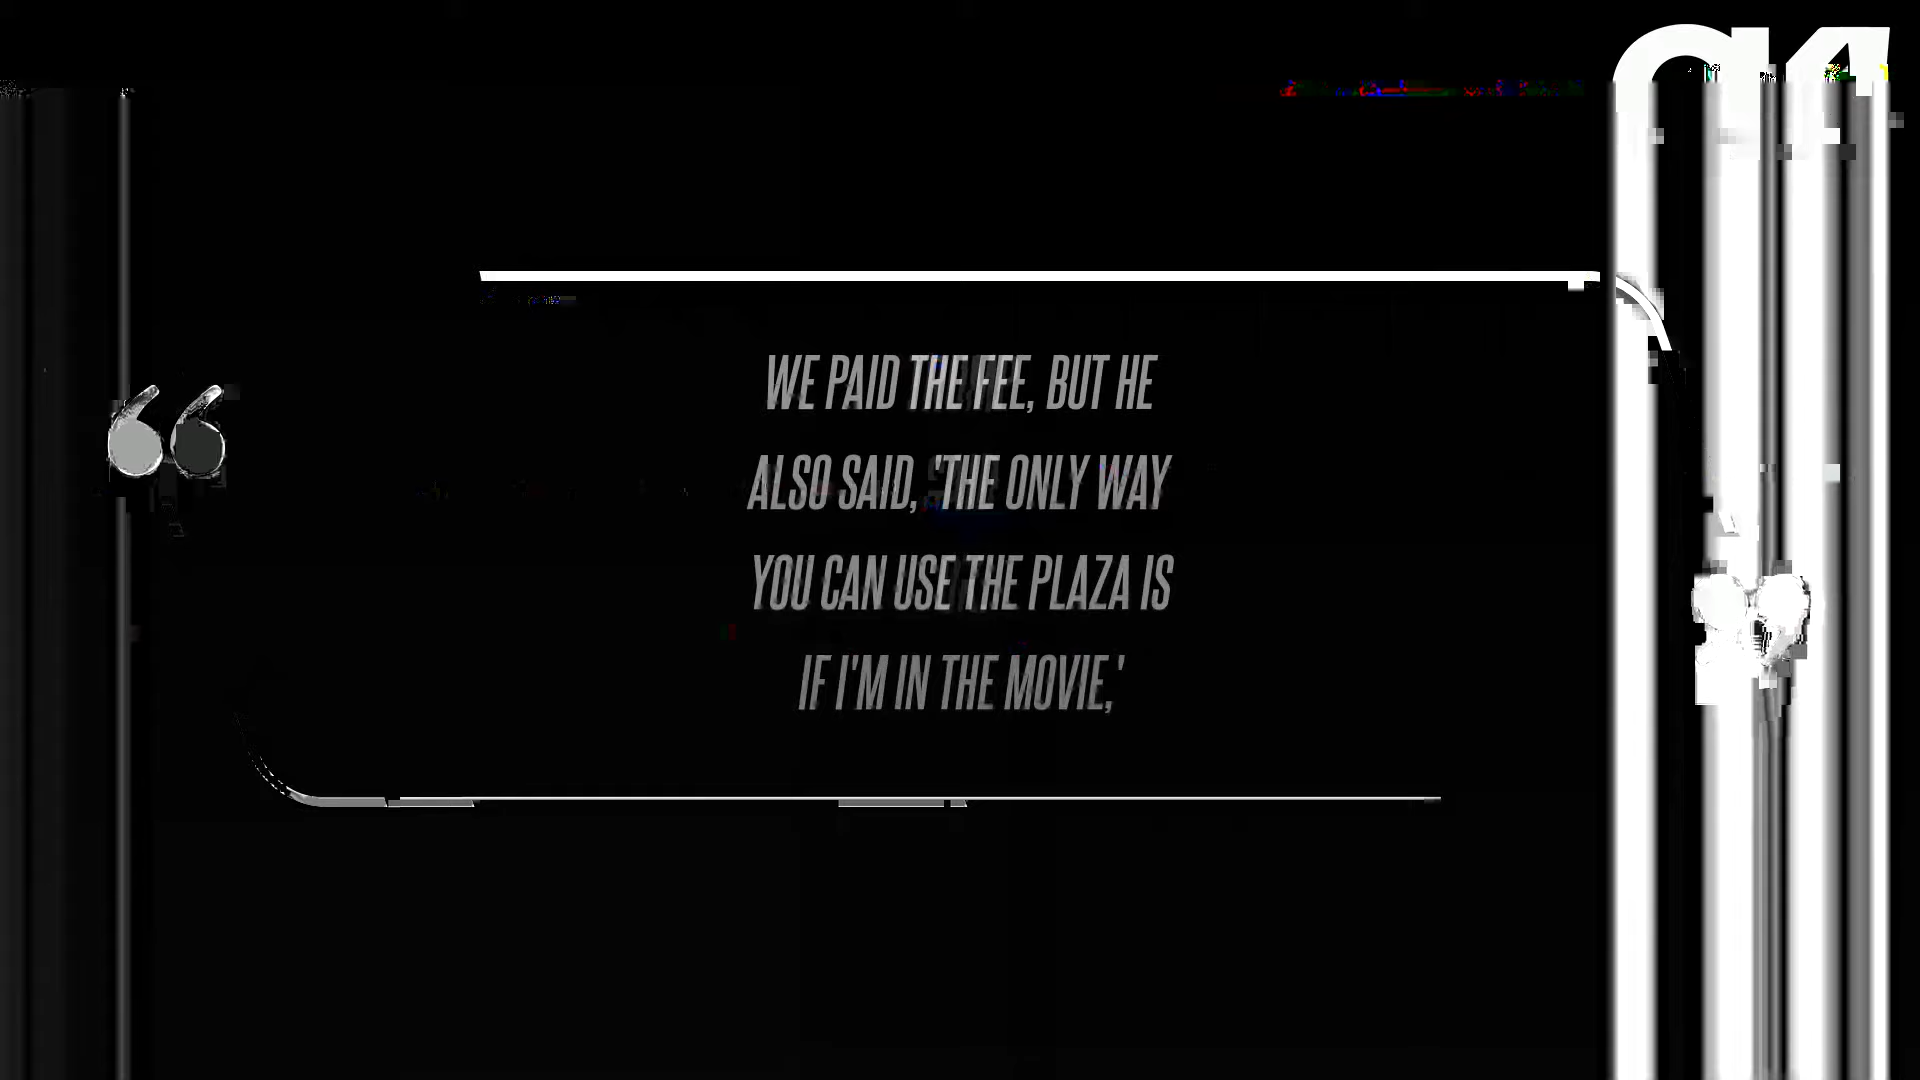 WE PAID THE FEE, BUT HE
ALSO SAID, 'THE ONLY WAY
YOU CAN USE THE PLAZA IS
IF I'M IN THE MOVIE,'